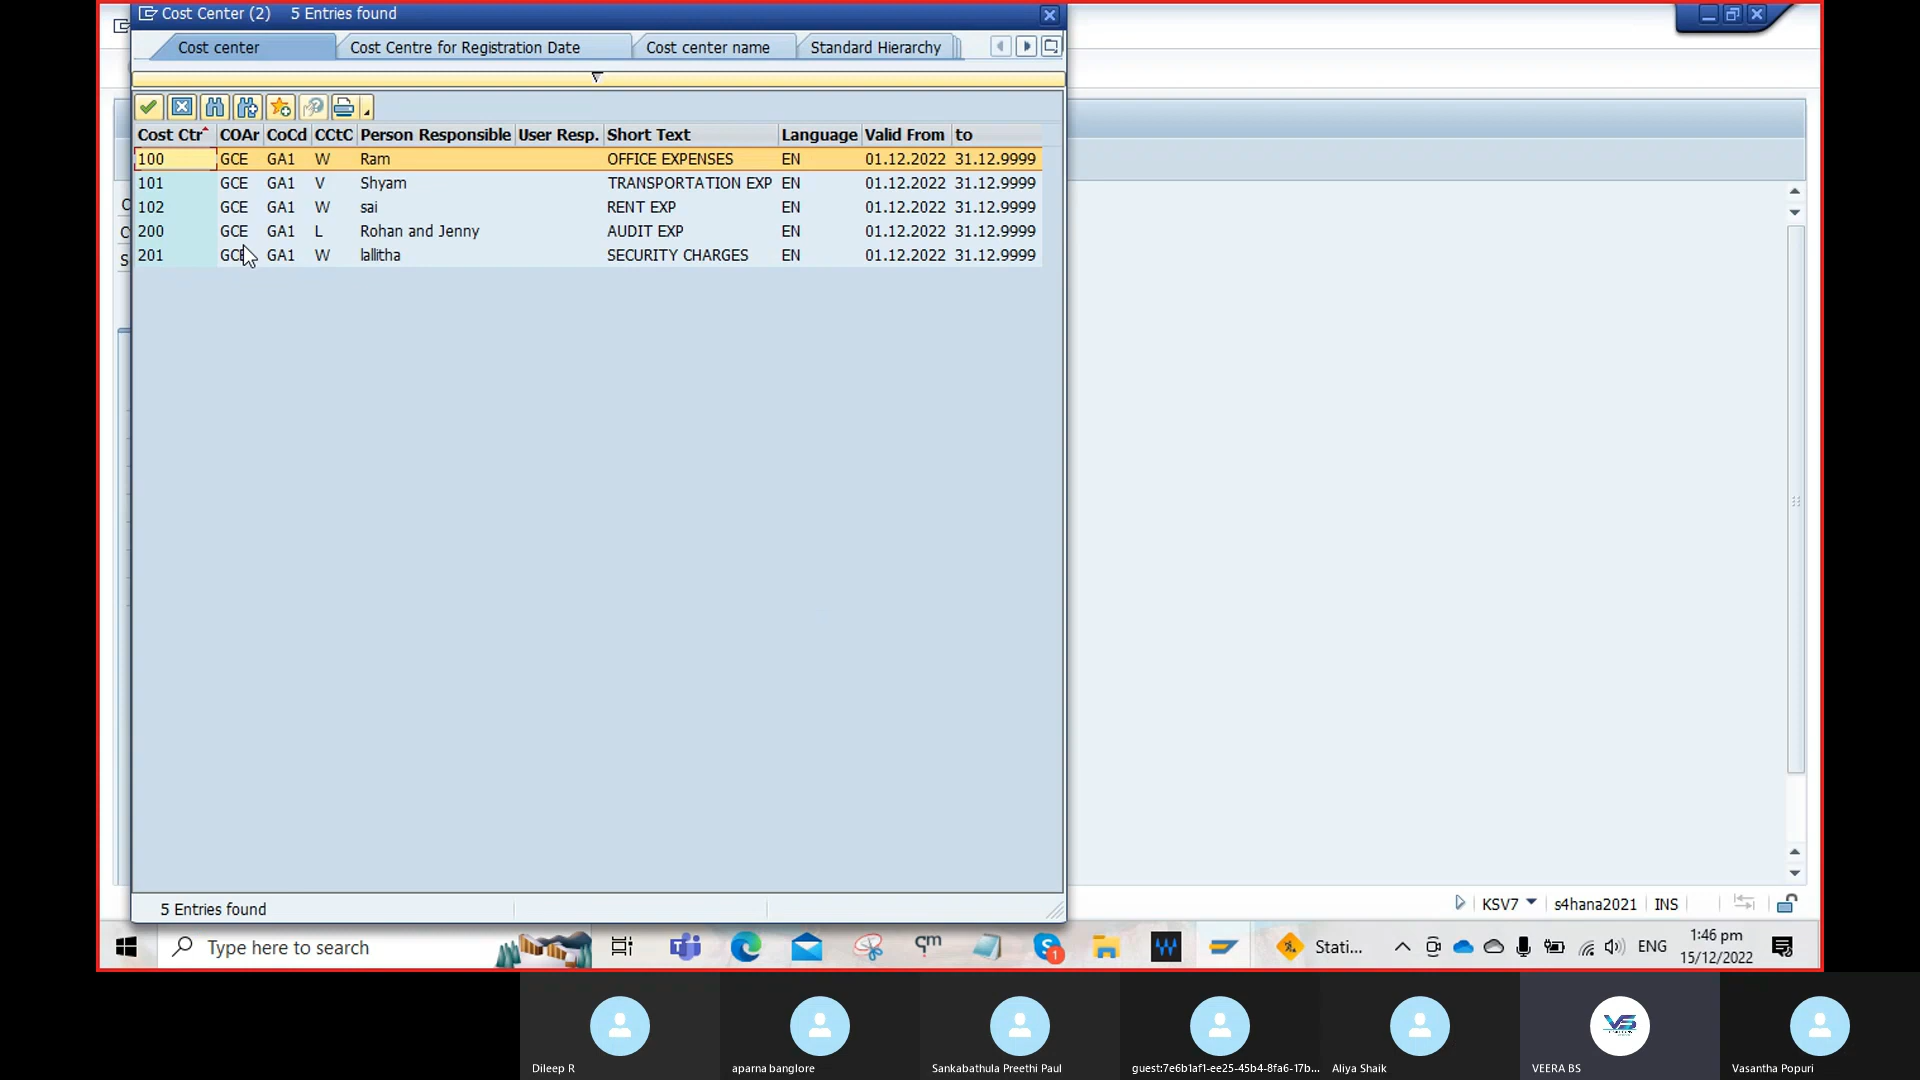 Cost Center (2) 5 Entries found
Cost center Cost Centre for Registration Date Cost center name Standard Hierarchy
Cost Ctr COAr CoCd CCtC Person Responsible User Resp. Short Text Language Valid From to
100 GCE GA1 W Ram OFFICE EXPENSES EN 01.12.2022 31.12.9999
101 GCE GA1 V Shyam TRANSPORTATION EXP EN 01.12.2022 31.12.9999
102 GCE GA1 W sai RENT EXP EN 01.12.2022 31.12.9999
200 GCE GA1 L Rohan and Jenny AUDIT EXP EN 01.12.2022 31.12.9999
201 GCE GA1 W lallitha SECURITY CHARGES EN 01.12.2022 31.12.9999
5 Entries found
KSV7 s4hana2021 INS
Type here to search
Stati...
ENG
1:46 pm
15/12/2022
Dileep R
aparna banglore
Sankabathula Preethi Paul
guest:7e6b1af1-ee25-45b4-8fa6-17b...
Aliya Shaik
VEERA BS
Vasantha Popuri